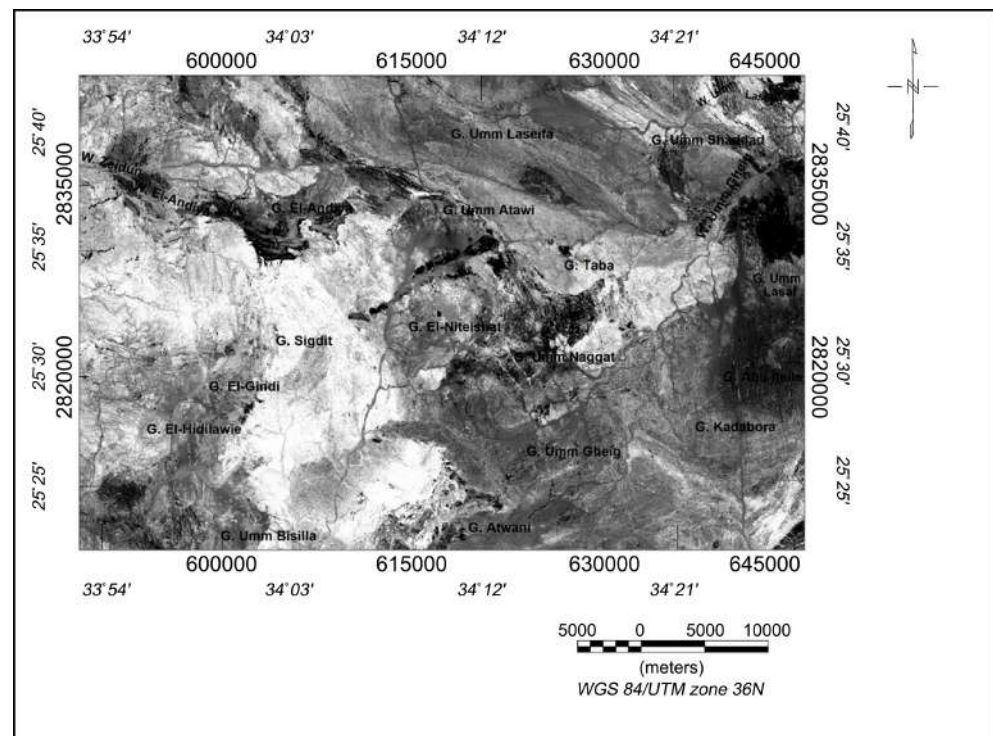 33˚54' 34˚03' 34˚12' 34˚21'
600000 615000 630000 645000
N
25˚40' 25˚40'
W. Umm Lasei
G. Umm Laseifa
G. Umm Shaddad
2835000 2835000
W. Zeidun
W. El-Andiya
W. Umm Gheig
G. El-Andiya
G. Umm Atawi
25˚35' 25˚35'
G. Taba
G. Umm
Lasaf
G. El-Niteishat
G. Sigdit
G. Umm Naggat
25˚30' 25˚30'
2820000 2820000
G. El-Gindi
G. El-Hidilawie
G. Kadabora
G. Umm Gheig
25˚25' 25˚25'
G. Atwani
G. Umm Bisilla
600000 615000 630000 645000
33˚54' 34˚03' 34˚12' 34˚21'
5000 0 5000 10000
(meters)
WGS 84/UTM zone 36N